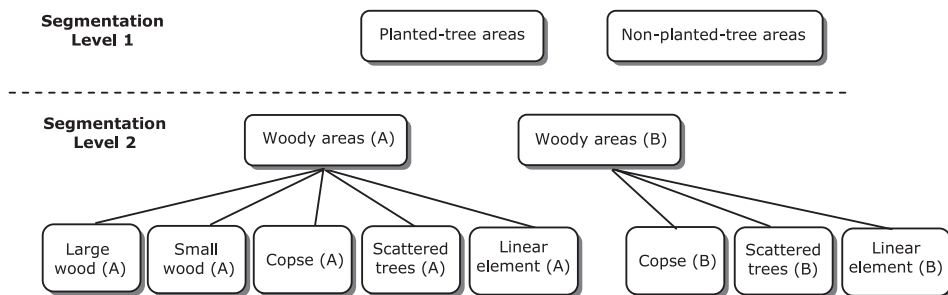 Segmentation
Level 1
Planted-tree areas
Non-planted-tree areas
Segmentation
Level 2
Woody areas (A)
Woody areas (B)
Large
wood (A)
Small
wood (A)
Copse (A)
Scattered
trees (A)
Linear
element (A)
Copse (B)
Scattered
trees (B)
Linear
element (B)